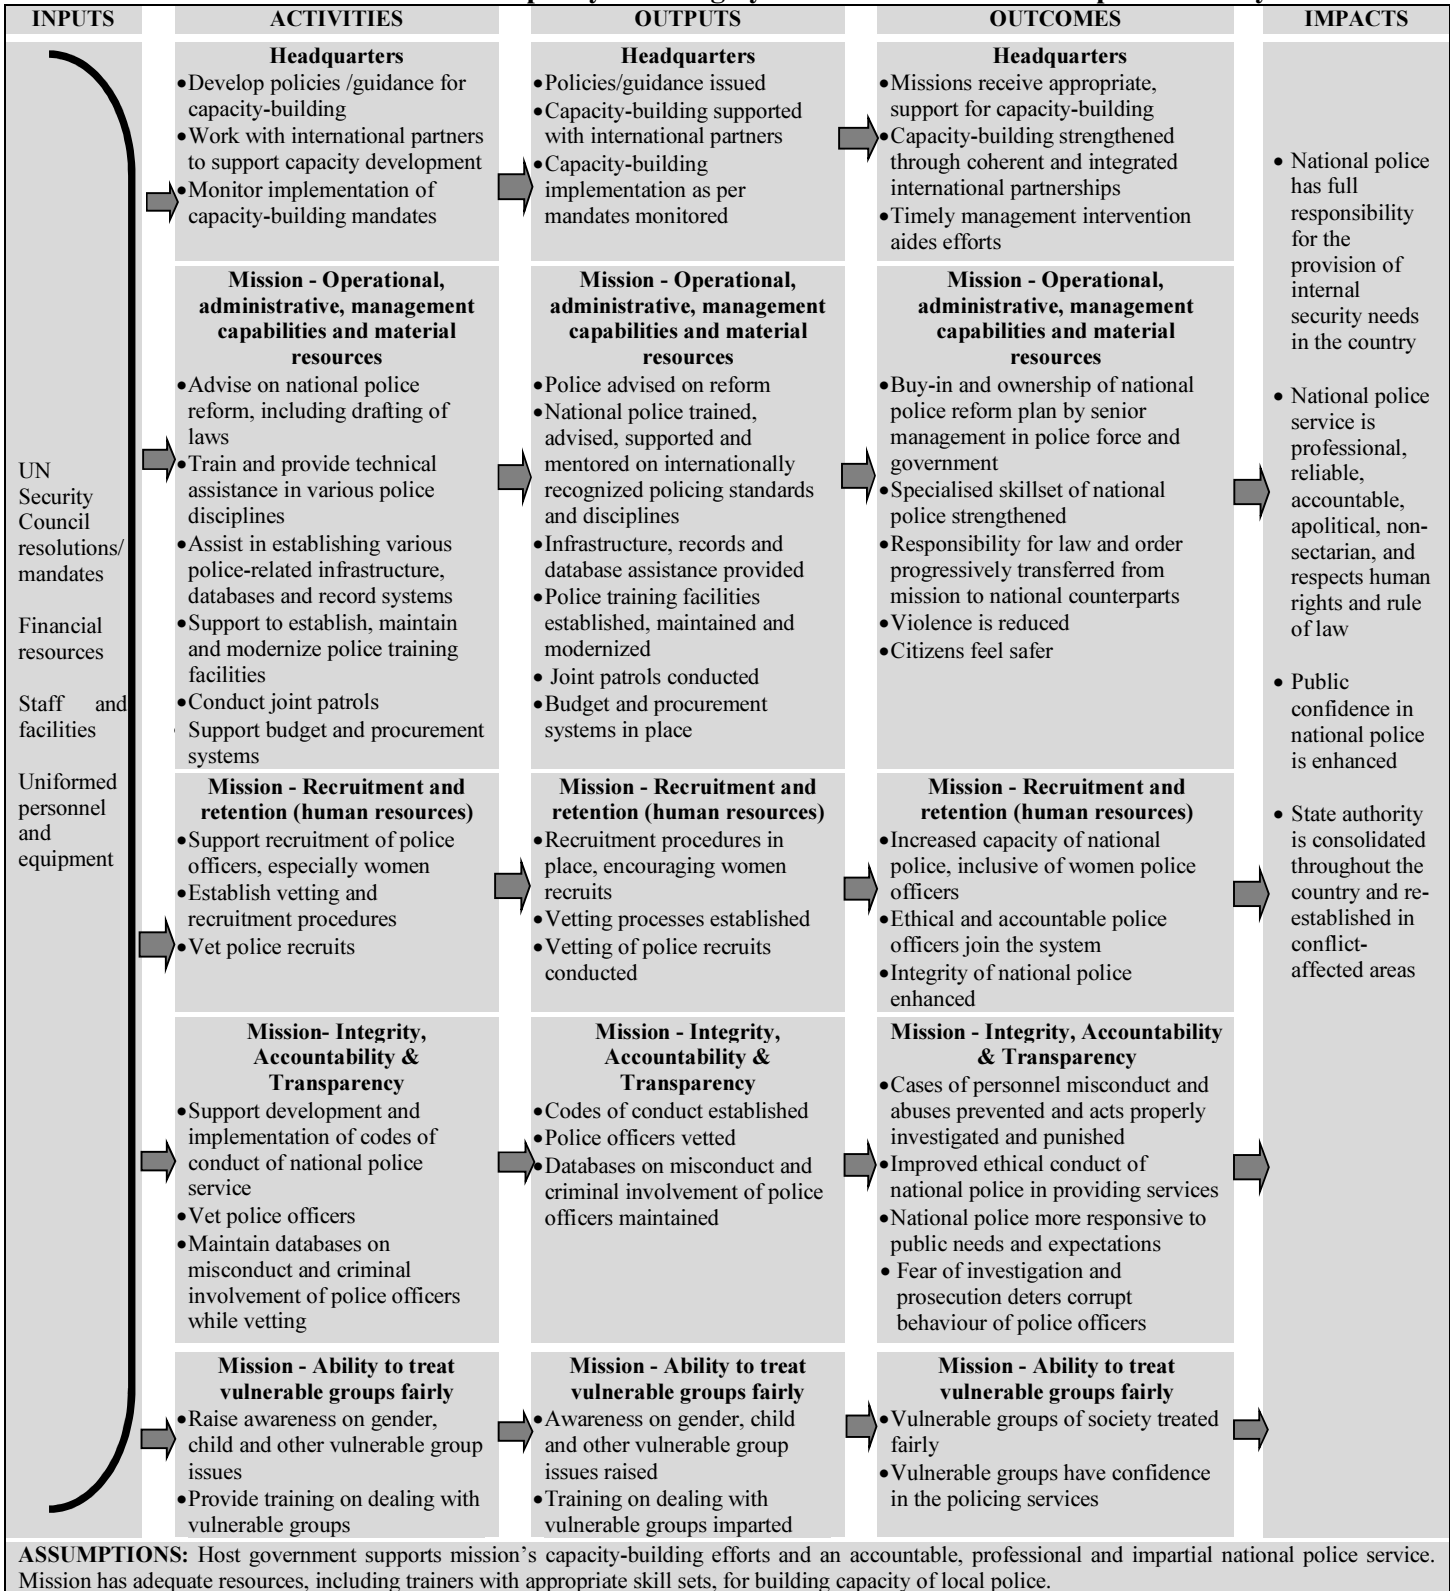 INPUTS
ACTIVITIES
OUTPUTS
OUTCOMES
IMPACTS
UN
Security
Council
resolutions/
mandates
Financial
resources
Staff and
facilities
Uniformed
personnel
and
equipment
Headquarters
•Develop policies /guidance for
capacity-building
•Work with international partners
to support capacity development
•Monitor implementation of
capacity-building mandates
Headquarters
•Policies/guidance issued
•Capacity-building supported
with international partners
•Capacity-building
implementation as per
mandates monitored
Headquarters
•Missions receive appropriate,
support for capacity-building
•Capacity-building strengthened
through coherent and integrated
international partnerships
•Timely management intervention
aides efforts
Mission - Operational,
administrative, management
capabilities and material
resources
•Advise on national police
reform, including drafting of
laws
•Train and provide technical
assistance in various police
disciplines
•Assist in establishing various
police-related infrastructure,
databases and record systems
•Support to establish, maintain
and modernize police training
facilities
•Conduct joint patrols
Support budget and procurement
systems
Mission - Operational,
administrative, management
capabilities and material
resources
•Police advised on reform
•National police trained,
advised, supported and
mentored on internationally
recognized policing standards
and disciplines
•Infrastructure, records and
database assistance provided
•Police training facilities
established, maintained and
modernized
• Joint patrols conducted
•Budget and procurement
systems in place
Mission - Operational,
administrative, management
capabilities and material
resources
•Buy-in and ownership of national
police reform plan by senior
management in police force and
government
•Specialised skillset of national
police strengthened
•Responsibility for law and order
progressively transferred from
mission to national counterparts
•Violence is reduced
•Citizens feel safer
Mission - Recruitment and
retention (human resources)
•Support recruitment of police
officers, especially women
•Establish vetting and
recruitment procedures
•Vet police recruits
Mission - Recruitment and
retention (human resources)
•Recruitment procedures in
place, encouraging women
recruits
•Vetting processes established
•Vetting of police recruits
conducted
Mission - Recruitment and
retention (human resources)
•Increased capacity of national
police, inclusive of women police
officers
•Ethical and accountable police
officers join the system
•Integrity of national police
enhanced
Mission- Integrity,
Accountability &
Transparency
•Support development and
implementation of codes of
conduct of national police
service
•Vet police officers
•Maintain databases on
misconduct and criminal
involvement of police officers
while vetting
Mission - Integrity,
Accountability &
Transparency
•Codes of conduct established
•Police officers vetted
•Databases on misconduct and
criminal involvement of police
officers maintained
Mission - Integrity, Accountability
& Transparency
•Cases of personnel misconduct and
abuses prevented and acts properly
investigated and punished
•Improved ethical conduct of
national police in providing services
•National police more responsive to
public needs and expectations
• Fear of investigation and
prosecution deters corrupt
behaviour of police officers
Mission - Ability to treat
vulnerable groups fairly
•Raise awareness on gender,
child and other vulnerable group
issues
•Provide training on dealing with
vulnerable groups
Mission - Ability to treat
vulnerable groups fairly
•Awareness on gender, child
and other vulnerable group
issues raised
•Training on dealing with
vulnerable groups imparted
Mission - Ability to treat
vulnerable groups fairly
•Vulnerable groups of society treated
fairly
•Vulnerable groups have confidence
in the policing services
• National police
has full
responsibility
for the
provision of
internal
security needs
in the country
• National police
service is
professional,
reliable,
accountable,
apolitical, non-
sectarian, and
respects human
rights and rule
of law
• Public
confidence in
national police
is enhanced
• State authority
is consolidated
throughout the
country and re-
established in
conflict-
affected areas
ASSUMPTIONS: Host government supports mission’s capacity-building efforts and an accountable, professional and impartial national police service.
Mission has adequate resources, including trainers with appropriate skill sets, for building capacity of local police.